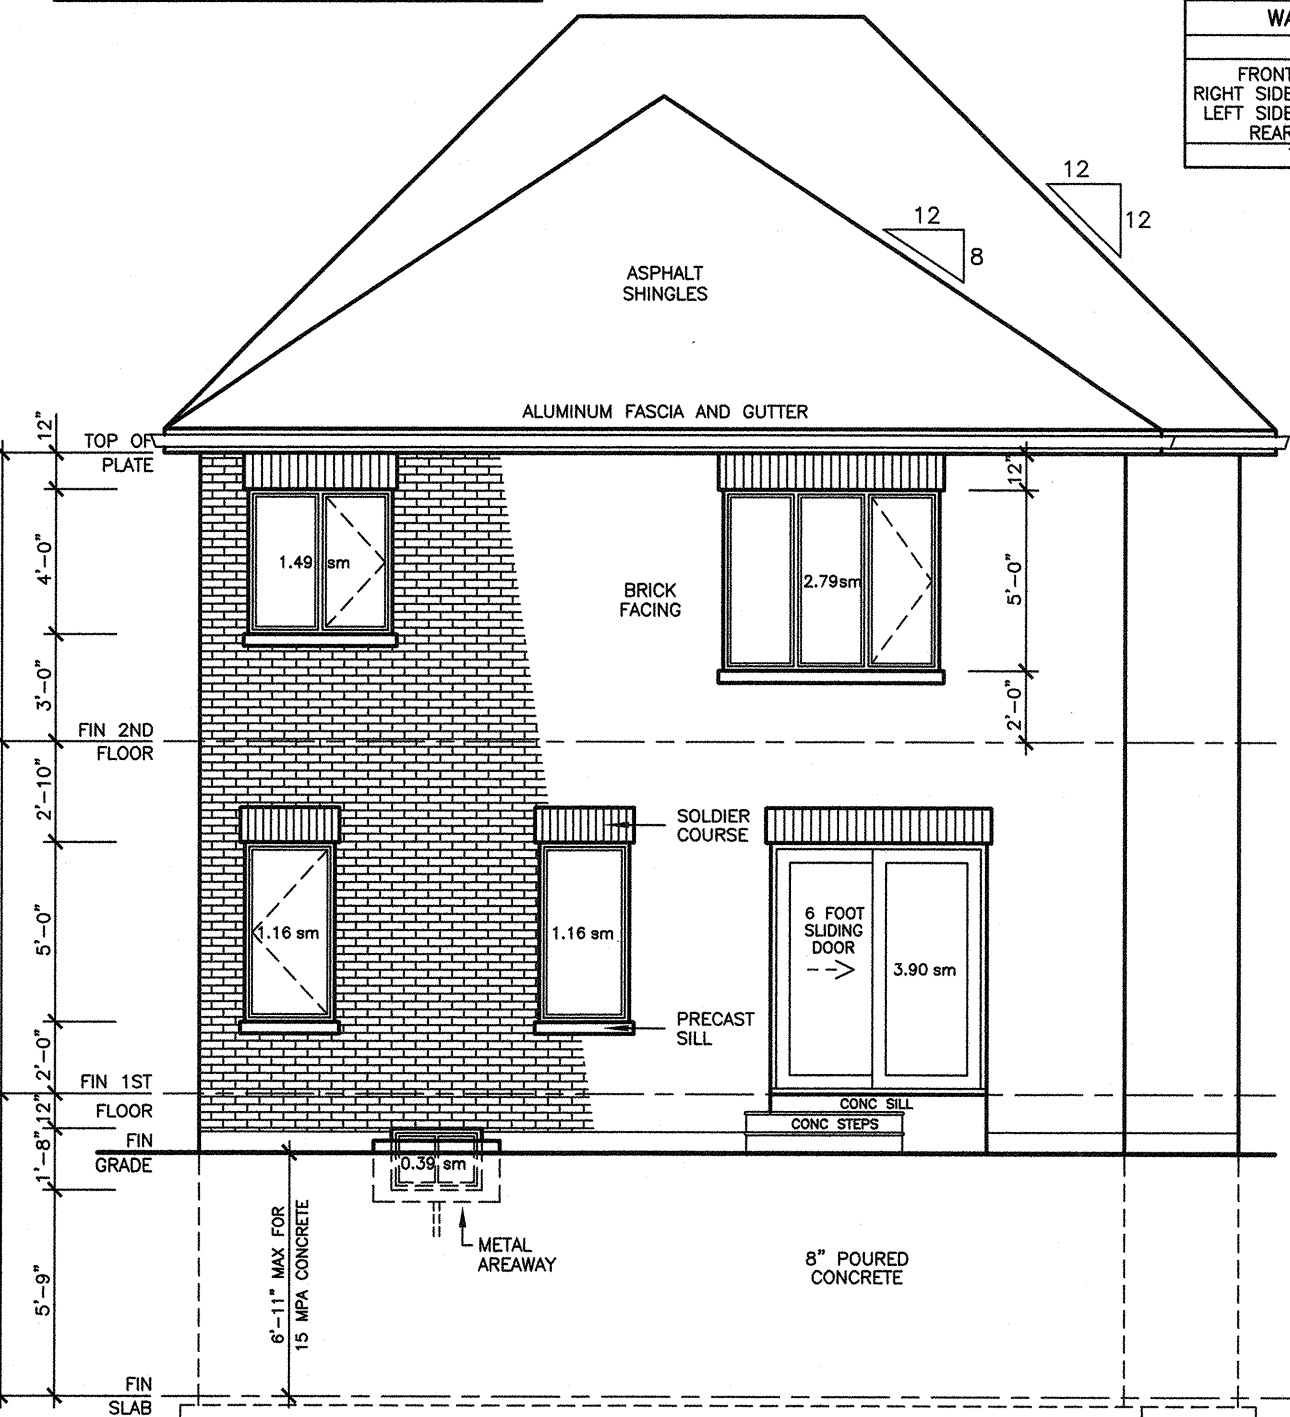 WA
FRONT
RIGHT SIDE
LEFT SIDE
REAR
12
12
12
8
ASPHALT
SHINGLES
ALUMINUM FASCIA AND GUTTER
12"
TOP OF
PLATE
12"
4'-0"
1.49 sm
2.79sm
5'-0"
BRICK
FACING
3'-0"
2'-0"
FIN 2ND
FLOOR
2'-10"
SOLDIER
COURSE
5'-0"
1.16 sm
1.16 sm
6 FOOT
SLIDING
DOOR
3.90 sm
PRECAST
SILL
2'-0"
FIN 1ST
FLOOR
12"
CONC SILL
CONC STEPS
FIN
GRADE
1'-8"
0.39 sm
METAL
AREAWAY
6'-11" MAX FOR
15 MPA CONCRETE
8" POURED
CONCRETE
5'-9"
FIN
SLAB